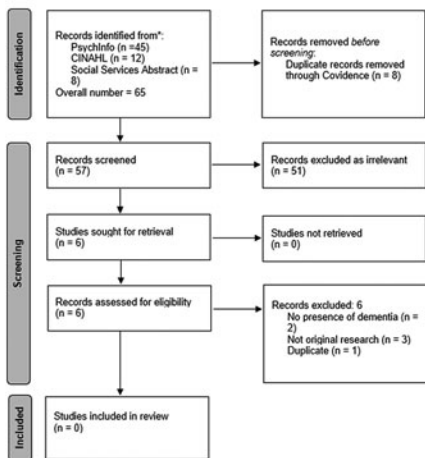 Identification
Records identified from*:
PsychInfo (n =45)
CINAHL (n = 12)
Social Services Abstract (n =
8)
Overall number = 65
Records removed before
screening:
Duplicate records removed
through Covidence (n = 8)
Screening
Records screened
(n = 57)
Records excluded as irrelevant
(n = 51)
Studies sought for retrieval
(n = 6)
Studies not retrieved
(n = 0)
Records assessed for eligibility
(n = 6)
Records excluded: 6
No presence of dementia (n =
2)
Not original research (n = 3)
Duplicate (n = 1)
Included
Studies included in review
(n = 0)